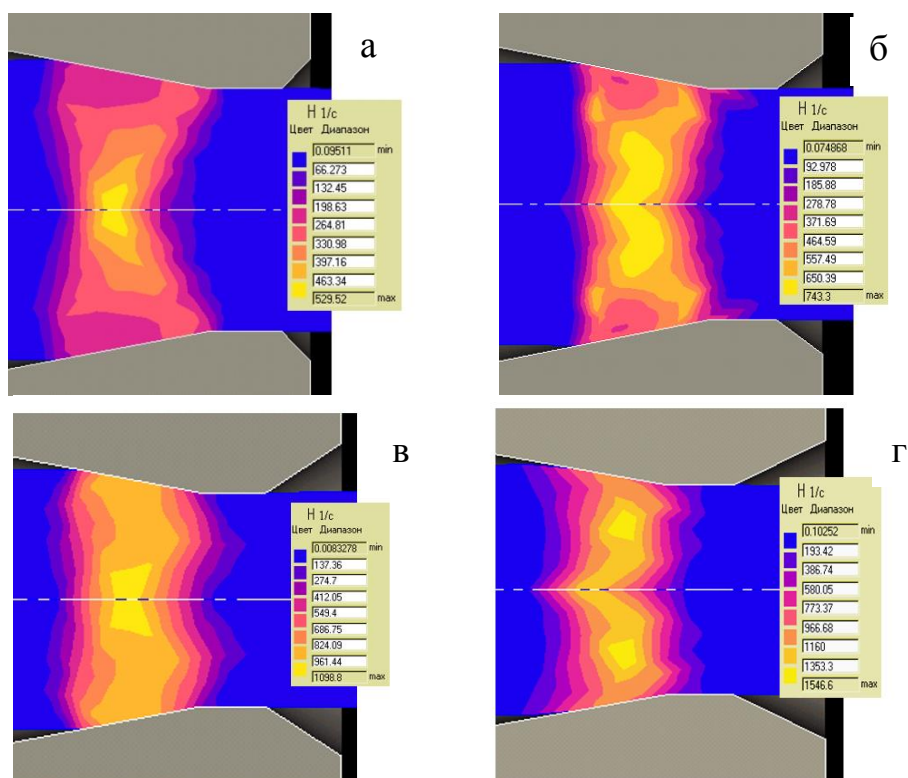 а
H 1/с
Цвет Диапазон
0.09511 min
66.273
132.45
198.63
264.81
330.98
397.16
463.34
529.52 max
б
H 1/с
Цвет Диапазон
0.074868 min
92.978
185.88
278.78
371.69
464.59
557.49
650.39
743.3 max
в
H 1/с
Цвет Диапазон
0.0083278 min
137.36
274.7
412.05
549.4
686.75
824.09
961.44
1098.8 max
г
H 1/с
Цвет Диапазон
0.10252 min
193.42
386.74
580.05
773.37
966.68
1160
1353.3
1546.6 max